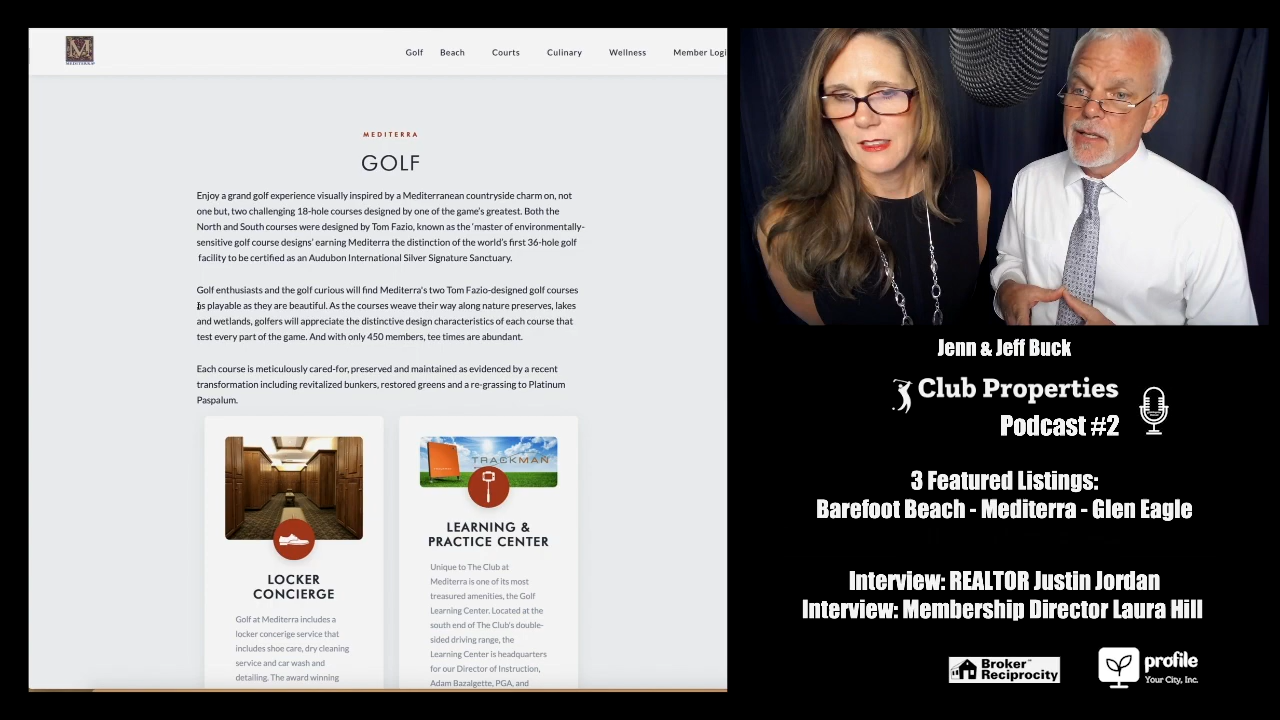 MEDITERRA
Golf Beach Courts Culinary Wellness Member Logi
MEDITERRA
GOLF
Enjoy a grand golf experience visually inspired by a Mediterranean countryside charm on, not
one but, two challenging 18-hole courses designed by one of the game's greatest. Both the
North and South courses were designed by Tom Fazio, known as the 'master of environmentally-
sensitive golf course designs' earning Mediterra the distinction of the world's first 36-hole golf
facility to be certified as an Audubon International Silver Signature Sanctuary.
Golf enthusiasts and the golf curious will find Mediterra's two Tom Fazio-designed golf courses
as playable as they are beautiful. As the courses weave their way along nature preserves, lakes
and wetlands, golfers will appreciate the distinctive design characteristics of each course that
test every part of the game. And with only 450 members, tee times are abundant.
Each course is meticulously cared-for, preserved and maintained as evidenced by a recent
transformation including revitalized bunkers, restored greens and a re-grassing to Platinum
Paspalum.
LOCKER
CONCIERGE
Golf at Mediterra includes a
locker concerige service that
includes shoe care, dry cleaning
service and car wash and
detailing. The award winning
TRACKMAN
LEARNING &
PRACTICE CENTER
Unique to The Club at
Mediterra is one of its most
treasured amenities, the Golf
Learning Center. Located at the
south end of The Club's double-
sided driving range, the
Learning Center is headquarters
for our Director of Instruction,
Adam Bazalgette, PGA, and
Jenn & Jeff Buck
Club Properties
Podcast #2
3 Featured Listings:
Barefoot Beach - Mediterra - Glen Eagle
Interview: REALTOR Justin Jordan
Interview: Membership Director Laura Hill
Broker™
Reciprocity
profile
Your City, Inc.